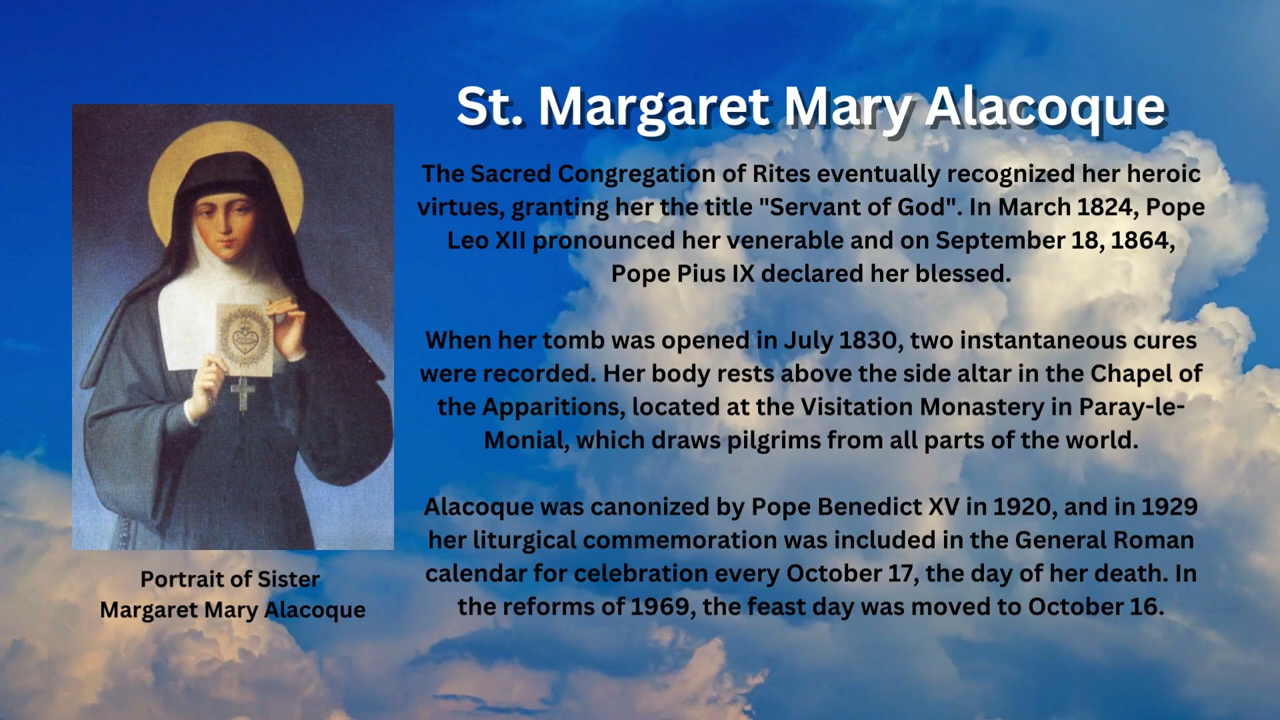 St. Margaret Mary Alacoque
The Sacred Congregation of Rites eventually recognized her heroic
virtues, granting her the title "Servant of God". In March 1824, Pope
Leo XII pronounced her venerable and on September 18, 1864,
Pope Pius IX declared her blessed.
When her tomb was opened in July 1830, two instantaneous cures
were recorded. Her body rests above the side altar in the Chapel of
the Apparitions, located at the Visitation Monastery in Paray-le-
Monial, which draws pilgrims from all parts of the world.
Alacoque was canonized by Pope Benedict XV in 1920, and in 1929
her liturgical commemoration was included in the General Roman
calendar for celebration every October 17, the day of her death. In
the reforms of 1969, the feast day was moved to October 16.
Portrait of Sister
Margaret Mary Alacoque